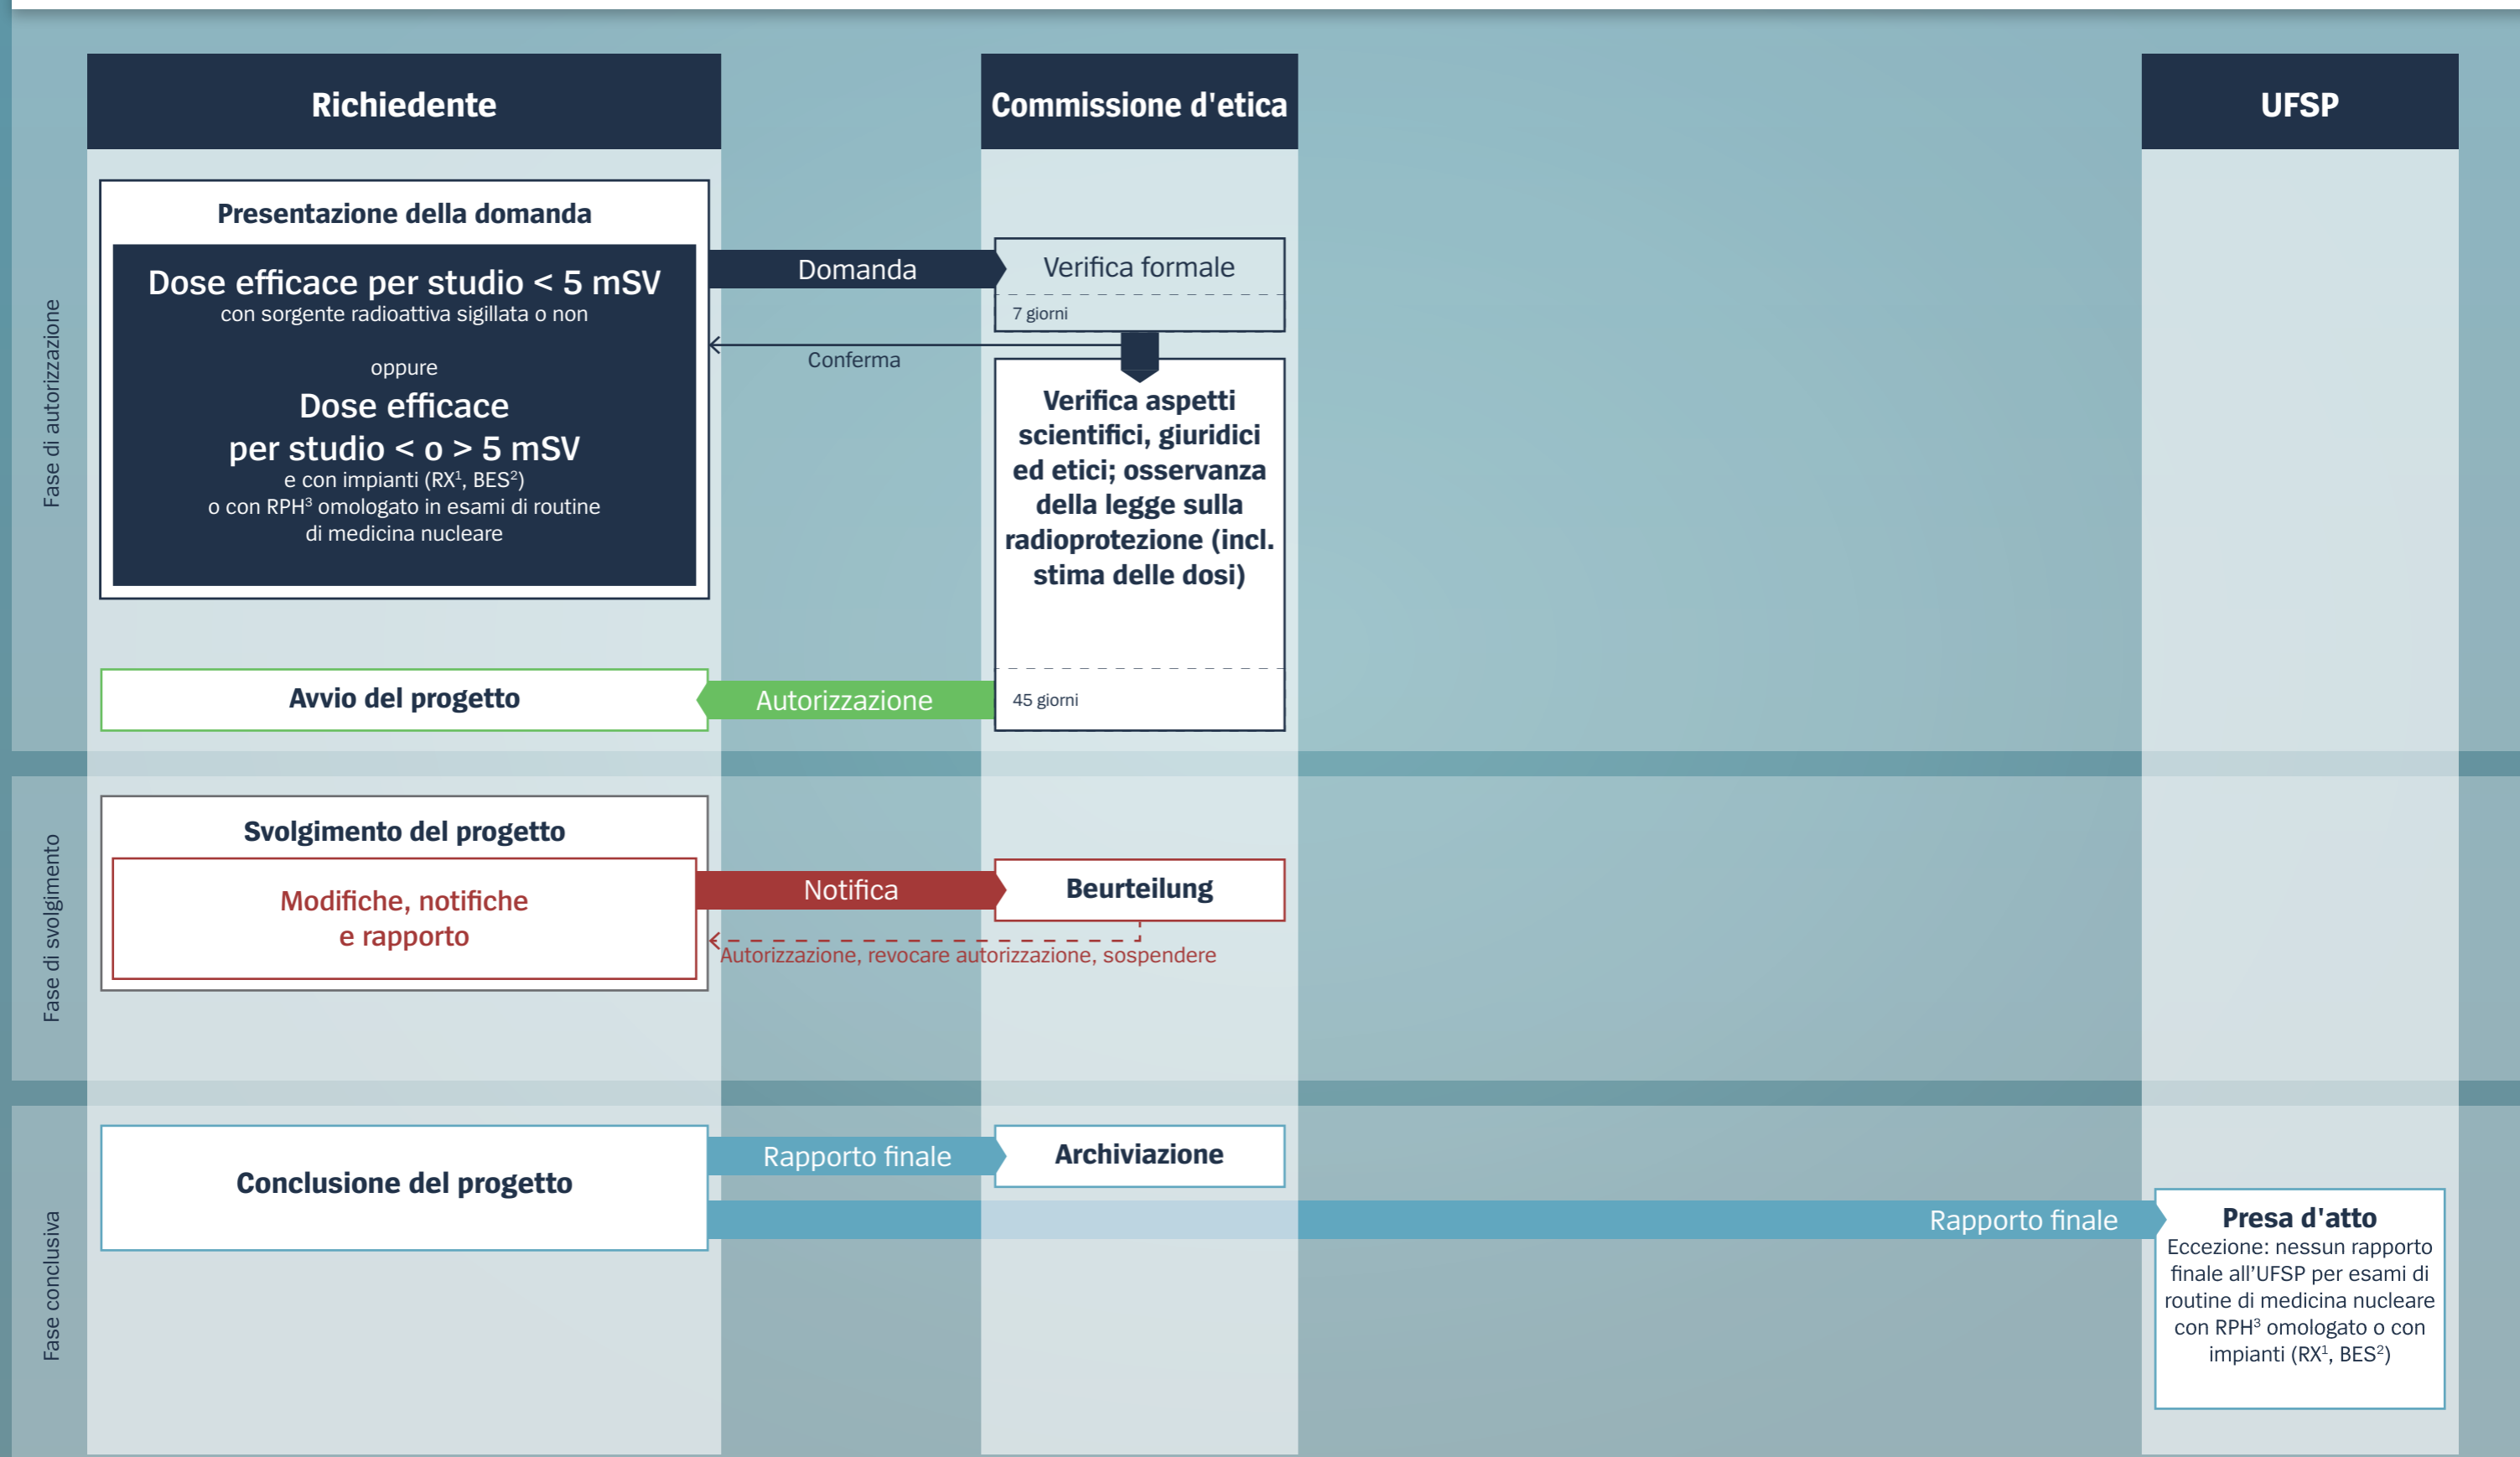 Richiedente
Commissione d'etica
UFSP
Fase di autorizzazione
Presentazione della domanda
Dose efficace per studio < 5 mSV
con sorgente radioattiva sigillata o non
oppure
Dose efficace
per studio < o > 5 mSV
e con impianti (RX¹, BES²)
o con RPH³ omologato in esami di routine
di medicina nucleare
Domanda
Verifica formale
7 giorni
Conferma
Verifica aspetti
scientifici, giuridici
ed etici; osservanza
della legge sulla
radioprotezione (incl.
stima delle dosi)
45 giorni
Autorizzazione
Avvio del progetto
Fase di svolgimento
Svolgimento del progetto
Modifiche, notifiche
e rapporto
Notifica
Beurteilung
Autorizzazione, revocare autorizzazione, sospendere
Fase conclusiva
Conclusione del progetto
Rapporto finale
Archiviazione
Rapporto finale
Presa d'atto
Eccezione: nessun rapporto
finale all’UFSP per esami di
routine di medicina nucleare
con RPH³ omologato o con
impianti (RX¹, BES²)